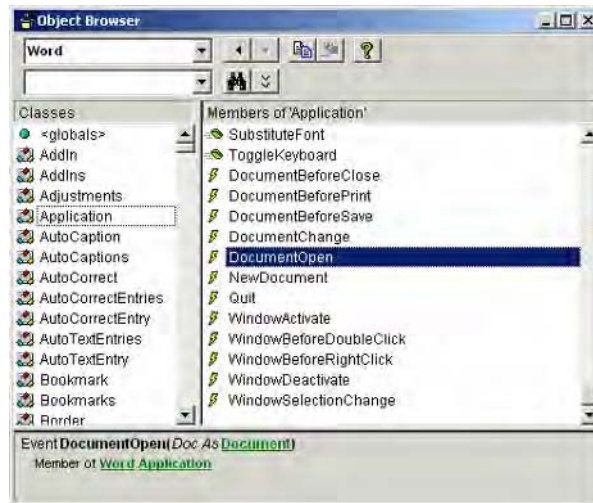 Object Browser
Word
Classes
<globals>
AddIn
AddIns
Adjustments
Application
AutoCaption
AutoCaptions
AutoCorrect
AutoCorrectEntries
AutoCorrectEntry
AutoTextEntries
AutoTextEntry
Bookmark
Bookmarks
Border
Members of 'Application'
SubstituteFont
ToggleKeyboard
DocumentBeforeClose
DocumentBeforePrint
DocumentBeforeSave
DocumentChange
DocumentOpen
NewDocument
Quit
WindowActivate
WindowBeforeDoubleClick
WindowBeforeRightClick
WindowDeactivate
WindowSelectionChange
Event DocumentOpen(Doc As Document)
Member of Word.Application